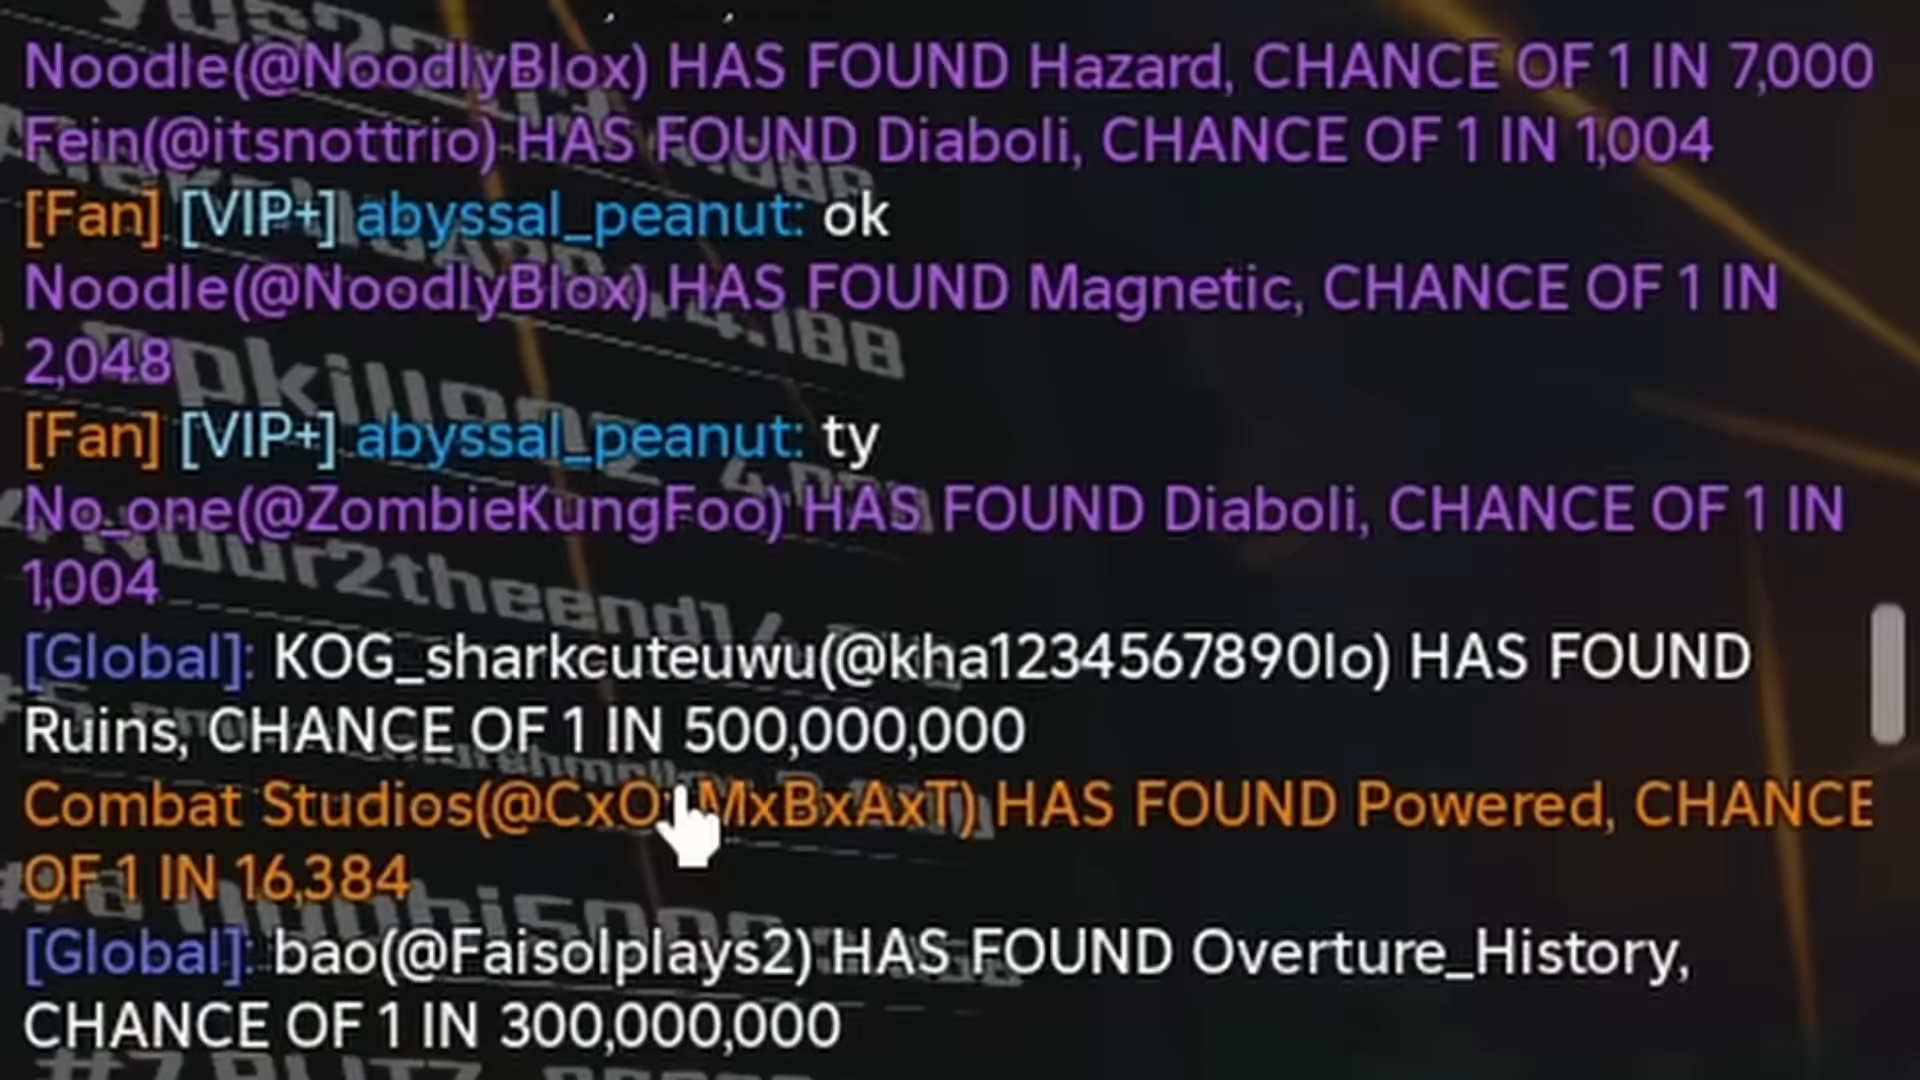 Noodle(@NoodlyBlox) HAS FOUND Hazard, CHANCE OF 1 IN 7,000
Fein(@itsnottrio) HAS FOUND Diaboli, CHANCE OF 1 IN 1,004
[Fan] [VIP+] abyssal_peanut: ok
Noodle(@NoodlyBlox) HAS FOUND Magnetic, CHANCE OF 1 IN
2,048
[Fan] [VIP+] abyssal_peanut: ty
No_one(@ZombieKungFoo) HAS FOUND Diaboli, CHANCE OF 1 IN
1,004
[Global]: KOG_sharkcuteuwu(@kha1234567890lo) HAS FOUND
Ruins, CHANCE OF 1 IN 500,000,000
Combat Studios( HAS FOUND Powered, CHANCE
OF 1 IN 16,384
[Global]: bao(@Faisolplays2) HAS FOUND Overture_History,
CHANCE OF 1 IN 300,000,000